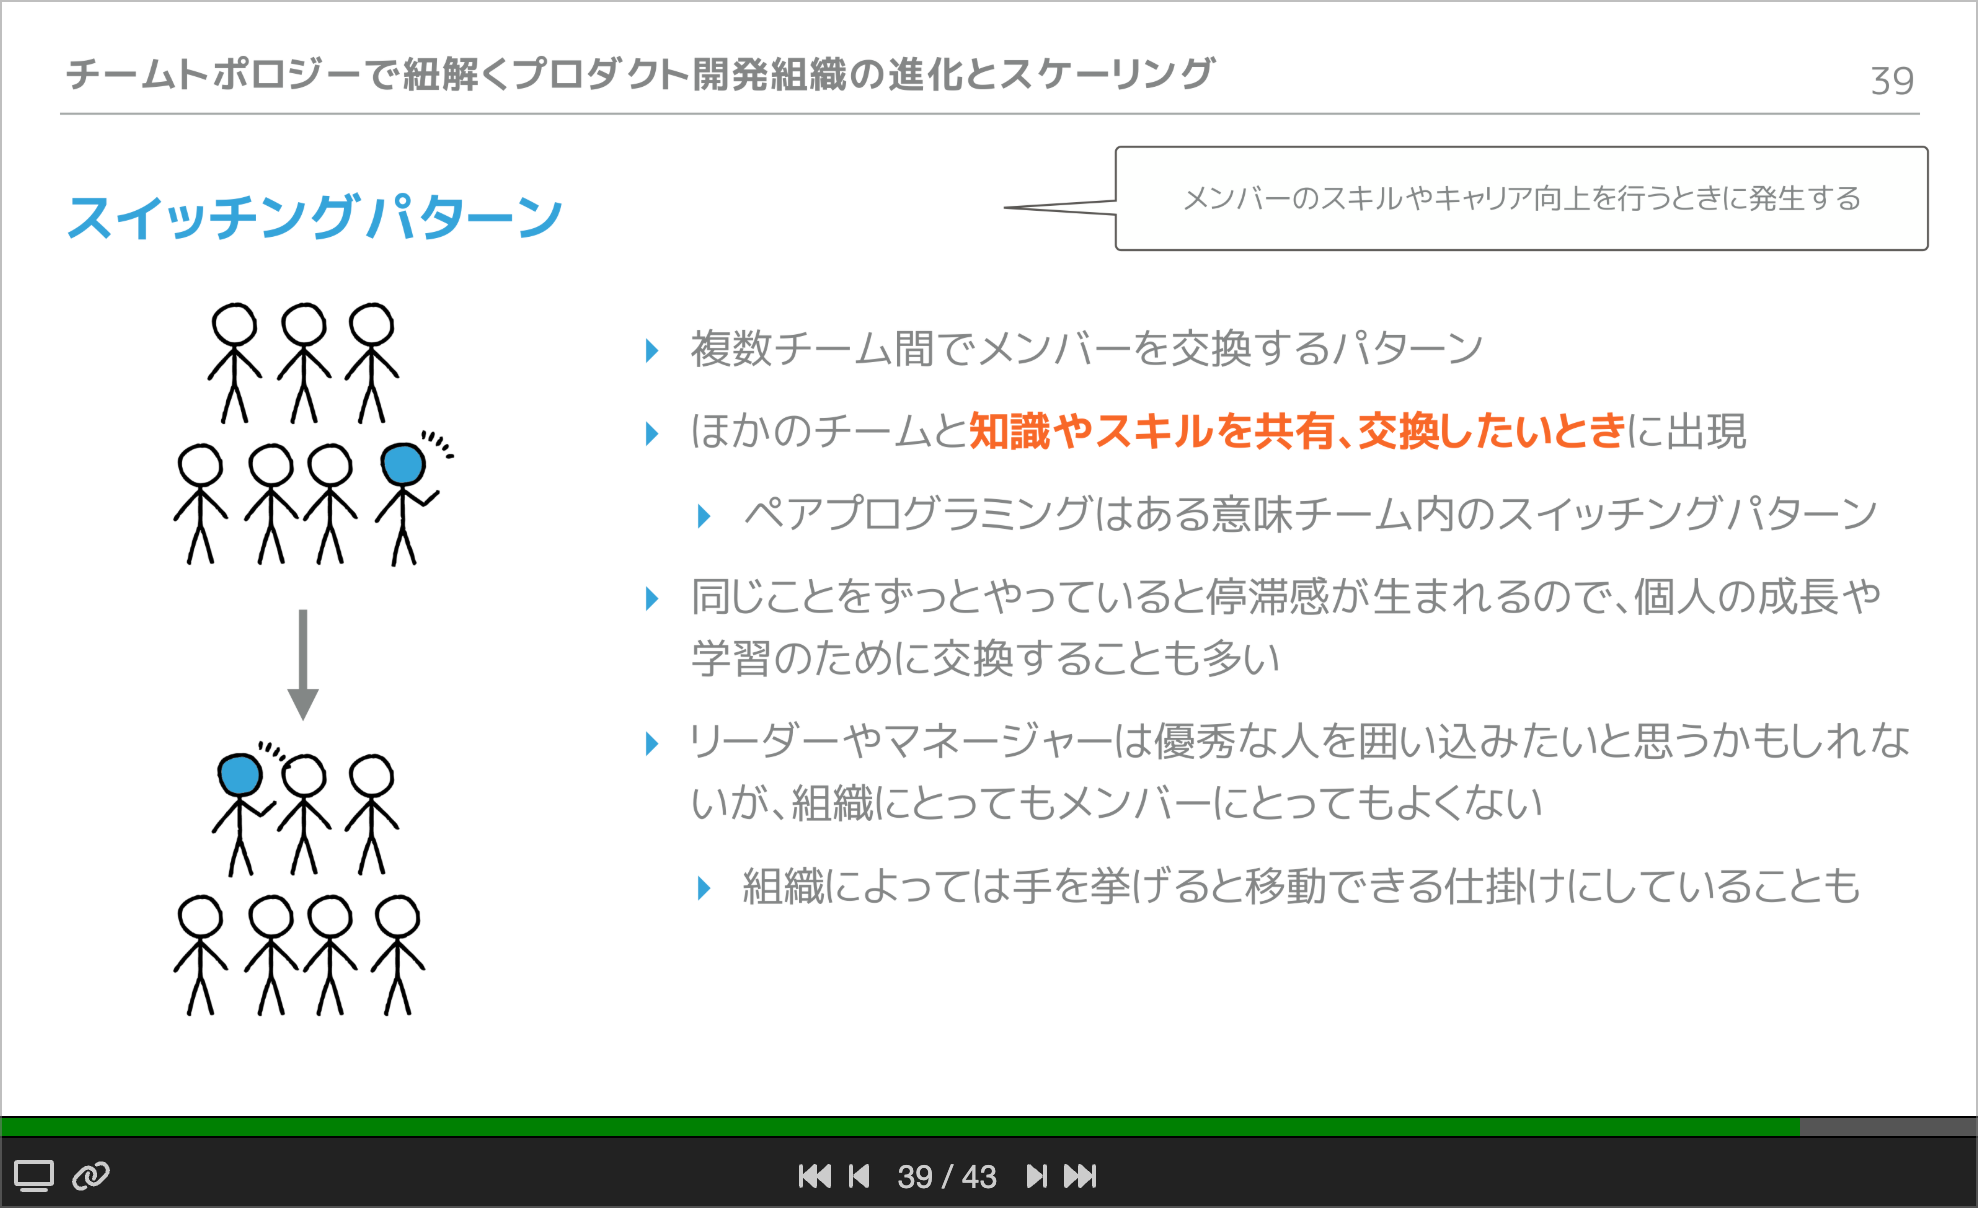 チームトポロジーで紐解くプロダクト開発組織の進化とスケーリング
39
スイッチングパターン
メンバーのスキルやキャリア向上を行うときに発生する
複数チーム間でメンバーを交換するパターン
ほかのチームと知識やスキルを共有、交換したいときに出現
ペアプログラミングはある意味チーム内のスイッチングパターン
同じことをずっとやっていると停滞感が生まれるので、個人の成長や
学習のために交換することも多い
リーダーやマネージャーは優秀な人を囲い込みたいと思うかもしれな
いが、組織にとってもメンバーにとってもよくない
組織によっては手を挙げると移動できる仕掛けにしていることも
39 / 43